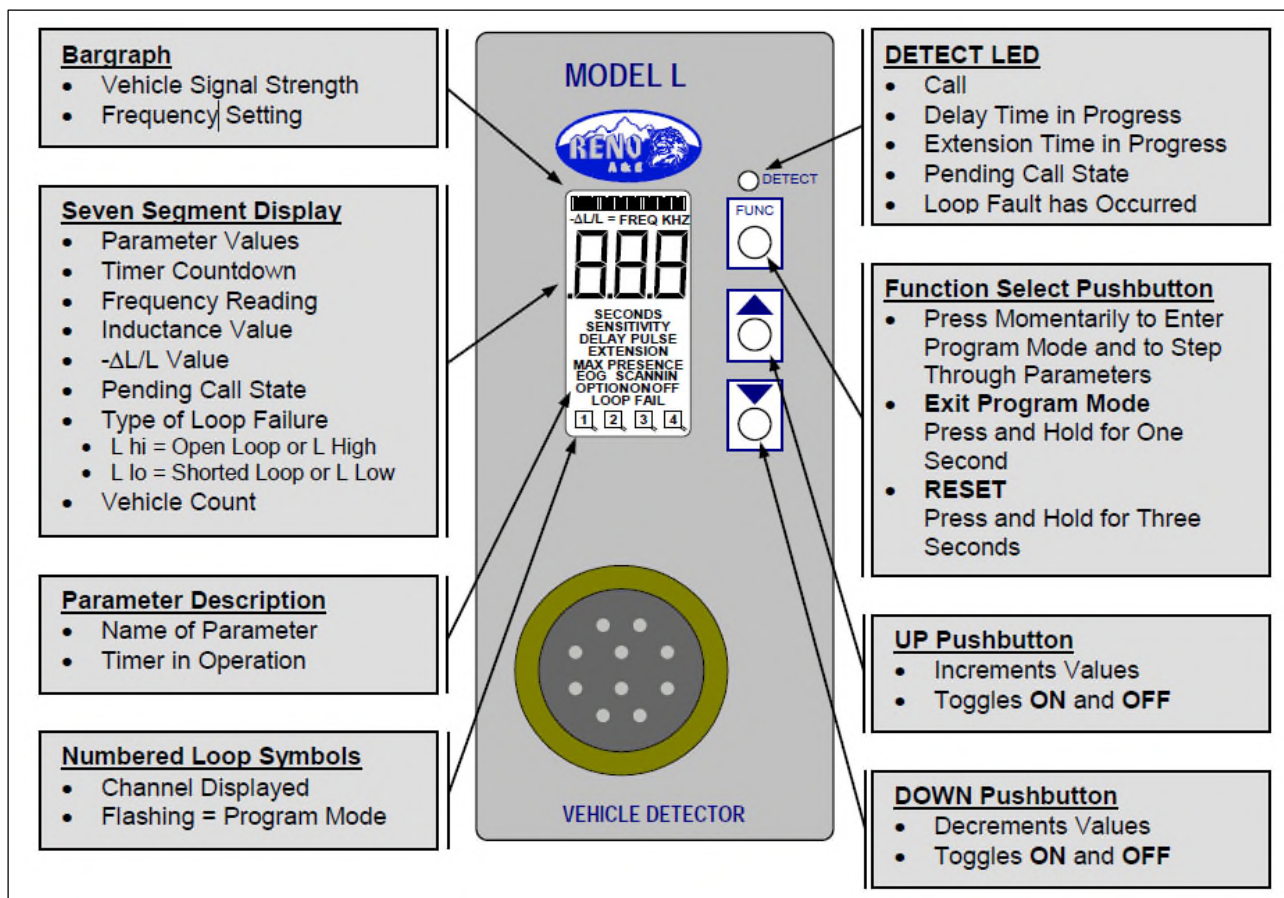 Bargraph
• Vehicle Signal Strength
• Frequency Setting
Seven Segment Display
• Parameter Values
• Timer Countdown
• Frequency Reading
• Inductance Value
• -ΔL/L Value
• Pending Call State
• Type of Loop Failure
• L hi = Open Loop or L High
• L lo = Shorted Loop or L Low
• Vehicle Count
Parameter Description
• Name of Parameter
• Timer in Operation
Numbered Loop Symbols
• Channel Displayed
• Flashing = Program Mode
MODEL L
RENO
A & E
DETECT
FUNC
-ΔL/L = FREQ KHZ
8.8.8
SECONDS
SENSITIVITY
DELAY PULSE
EXTENSION
MAX PRESENCE
EOG SCANNIN
OPTIONONOFF
LOOP FAIL
1 2 3 4
VEHICLE DETECTOR
DETECT LED
• Call
• Delay Time in Progress
• Extension Time in Progress
• Pending Call State
• Loop Fault has Occurred
Function Select Pushbutton
• Press Momentarily to Enter
Program Mode and to Step
Through Parameters
• Exit Program Mode
Press and Hold for One
Second
• RESET
Press and Hold for Three
Seconds
UP Pushbutton
• Increments Values
• Toggles ON and OFF
DOWN Pushbutton
• Decrements Values
• Toggles ON and OFF